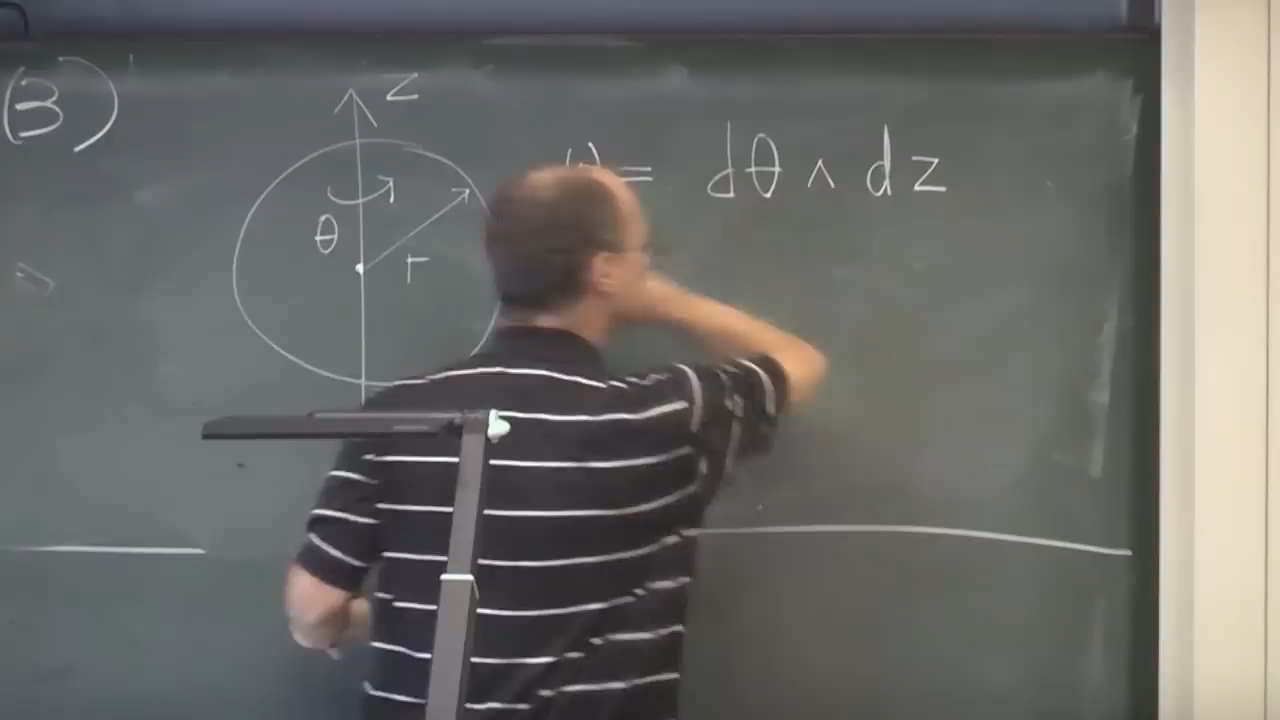 (3)
z
ω = dθ ∧ dz
θ
r